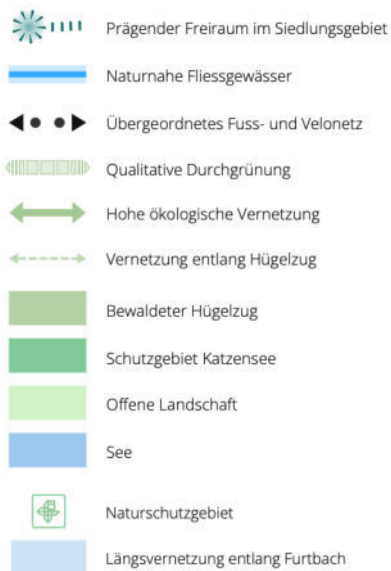 Prägender Freiraum im Siedlungsgebiet
Naturnahe Fliessgewässer
Übergeordnetes Fuss- und Velonetz
Qualitative Durchgrünung
Hohe ökologische Vernetzung
Vernetzung entlang Hügelzug
Bewaldeter Hügelzug
Schutzgebiet Katzensee
Offene Landschaft
See
Naturschutzgebiet
Längsvernetzung entlang Furtbach